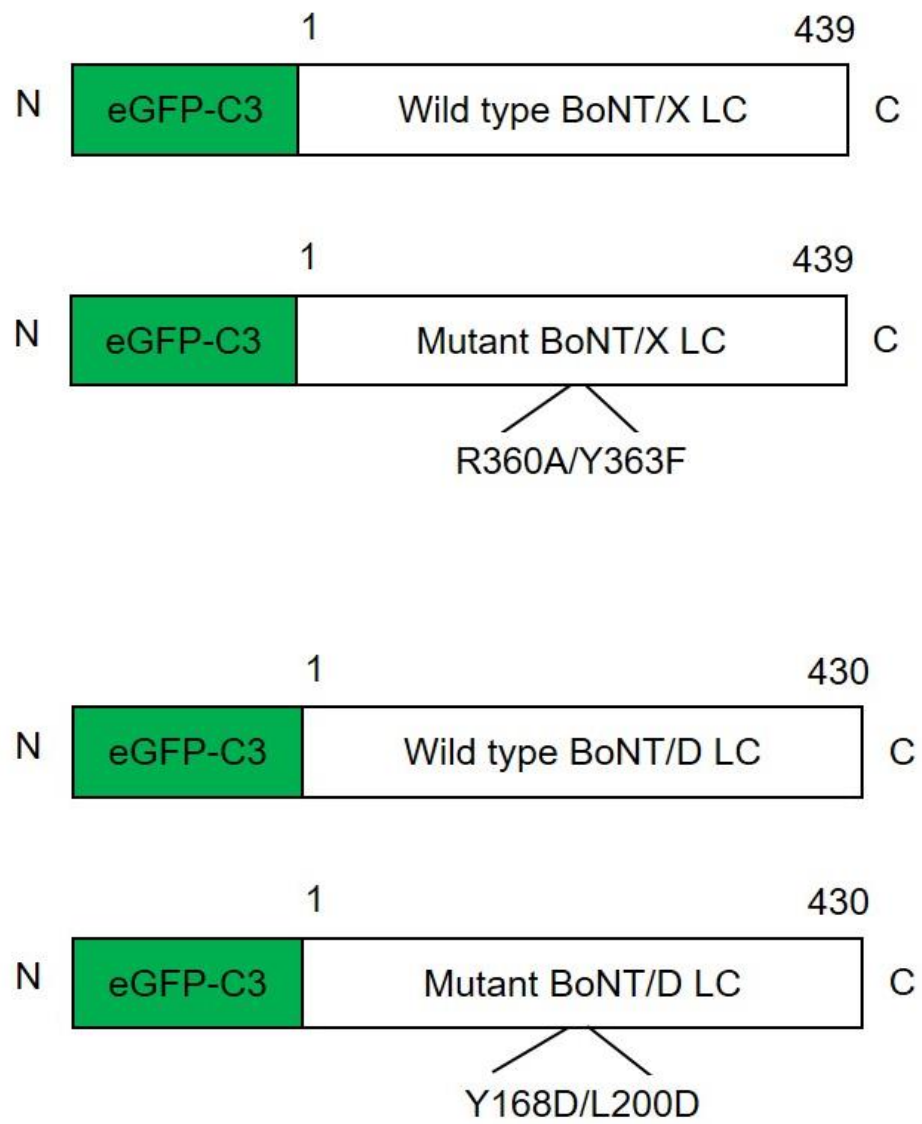 1 439
N eGFP-C3 Wild type BoNT/X LC C
1 439
N eGFP-C3 Mutant BoNT/X LC C
R360A/Y363F
1 430
N eGFP-C3 Wild type BoNT/D LC C
1 430
N eGFP-C3 Mutant BoNT/D LC C
Y168D/L200D